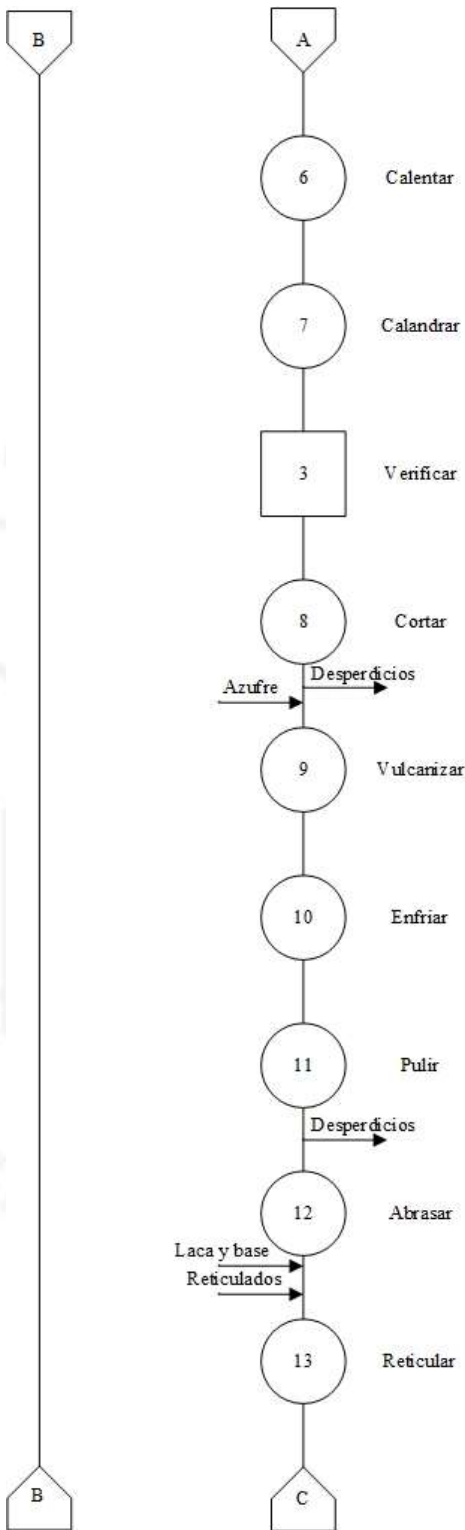 B
A
6 Calentar
7 Calandrar
3 Verificar
8 Cortar
Desperdicios
Azufre
9 Vulcanizar
10 Enfriar
11 Pulir
Desperdicios
12 Abrasar
Laca y base
Reticulados
13 Reticular
B
C